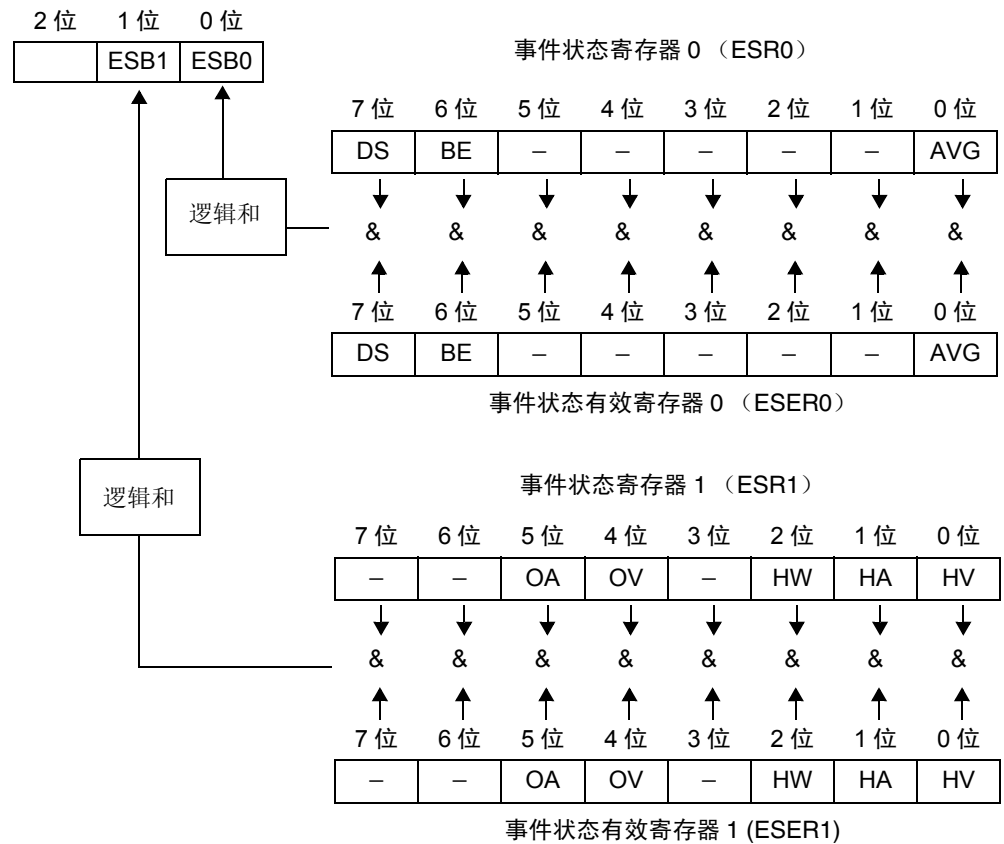 2 位 1 位 0 位
ESB1 ESB0
事件状态寄存器 0 （ESR0）
7 位 6 位 5 位 4 位 3 位 2 位 1 位 0 位
DS BE – – – – – AVG
逻辑和
& & & & & & & &
7 位 6 位 5 位 4 位 3 位 2 位 1 位 0 位
DS BE – – – – – AVG
事件状态有效寄存器 0 （ESER0）
逻辑和
事件状态寄存器 1 （ESR1）
7 位 6 位 5 位 4 位 3 位 2 位 1 位 0 位
– – OA OV – HW HA HV
& & & & & & & &
7 位 6 位 5 位 4 位 3 位 2 位 1 位 0 位
– – OA OV – HW HA HV
事件状态有效寄存器 1 (ESER1)